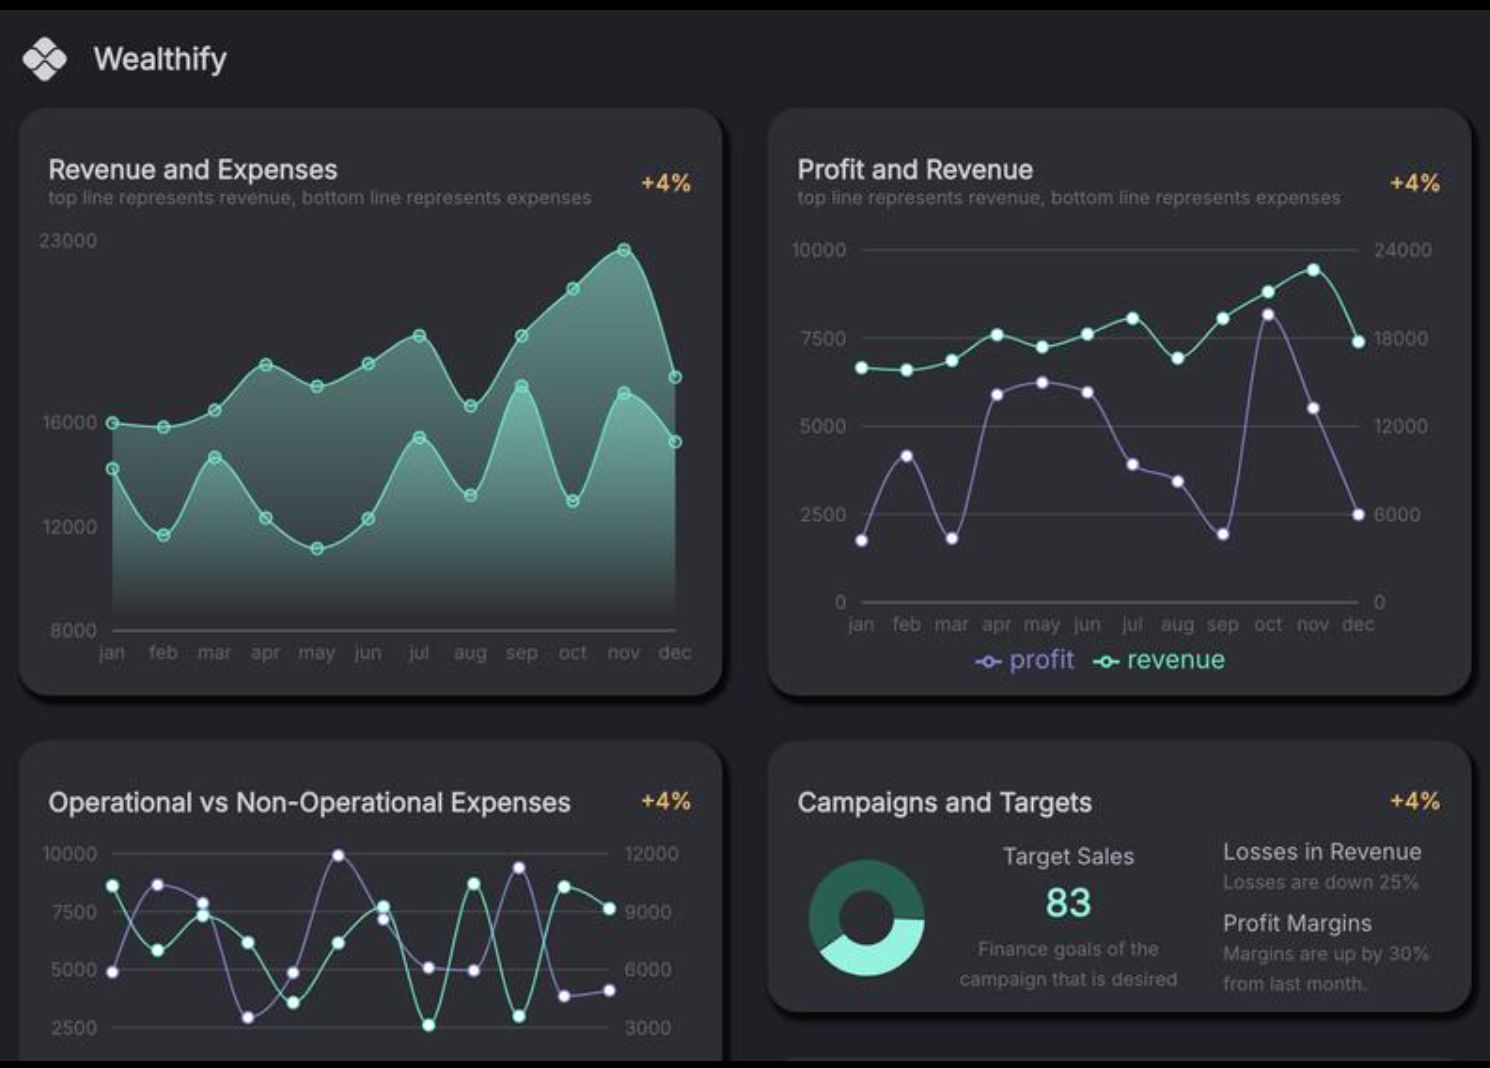 Wealthify
Revenue and Expenses
top line represents revenue, bottom line represents expenses
+4%
23000
16000
12000
8000
jan feb mar apr may jun jul aug sep oct nov dec
Profit and Revenue
top line represents revenue, bottom line represents expenses
+4%
10000 24000
7500 18000
5000 12000
2500 6000
0 0
jan feb mar apr may jun jul aug sep oct nov dec
profit revenue
Operational vs Non-Operational Expenses
+4%
10000 12000
7500 9000
5000 6000
2500 3000
Campaigns and Targets
+4%
Target Sales
83
Finance goals of the
campaign that is desired
Losses in Revenue
Losses are down 25%
Profit Margins
Margins are up by 30%
from last month.